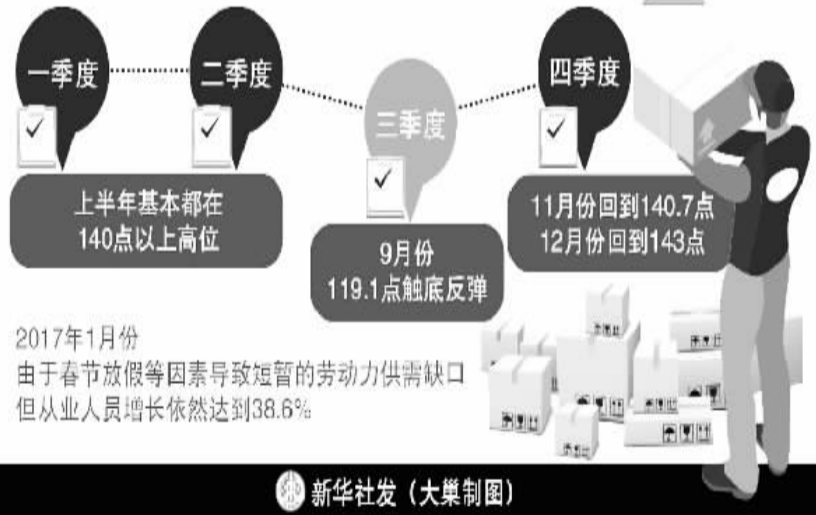 一季度
二季度
三季度
四季度
上半年基本都在
140点以上高位
9月份
119.1点触底反弹
11月份回到140.7点
12月份回到143点
2017年1月份
由于春节放假等因素导致短暂的劳动力供需缺口
但从业人员增长依然达到38.6%
新华社发（大巢制图）